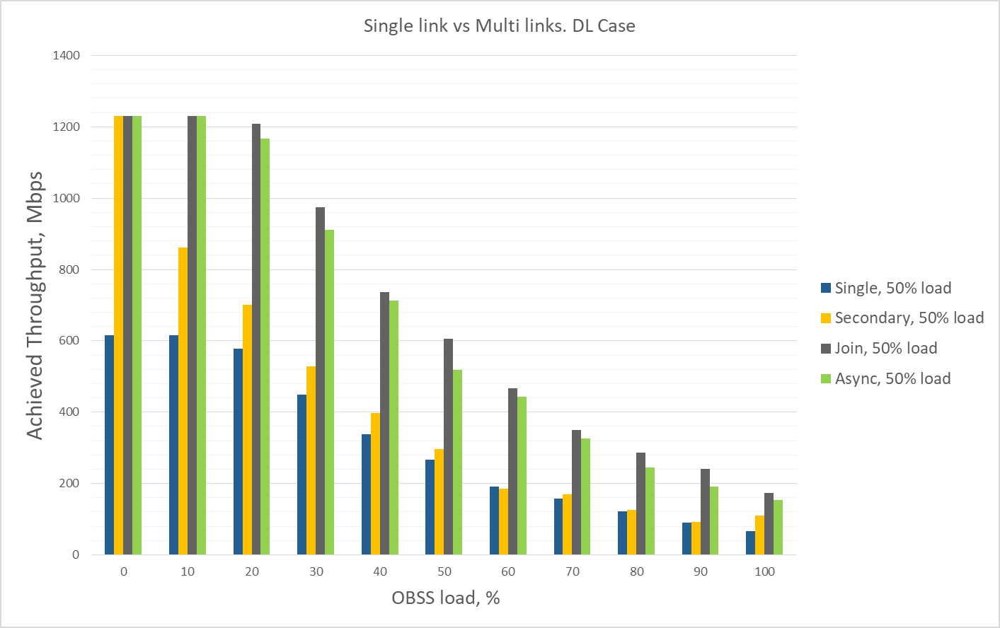 Single link vs Multi links. DL Case
1400
1200
1000
800
600
400
200
0
Achieved Throughput, Mbps
0 10 20 30 40 50 60 70 80 90 100
OBSS load, %
Single, 50% load
Secondary, 50% load
Join, 50% load
Async, 50% load